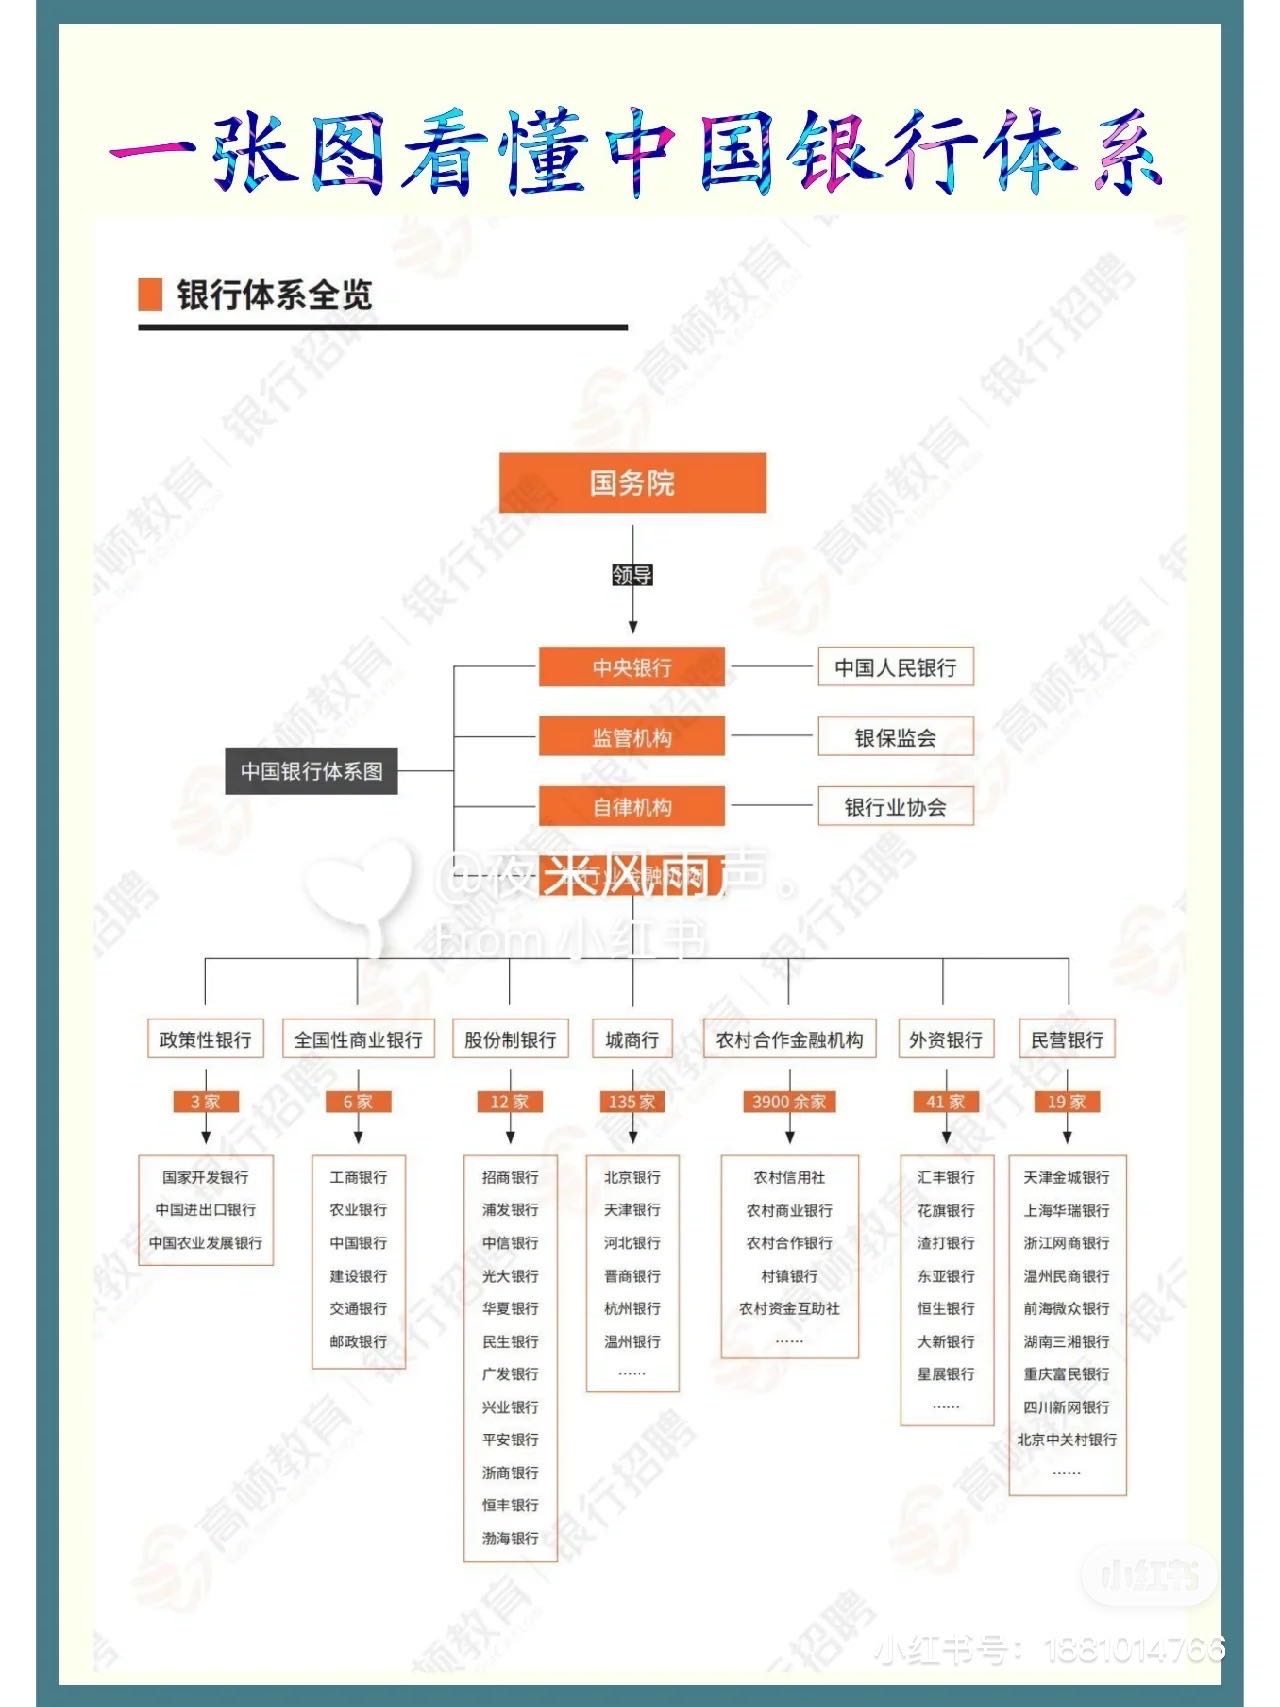 一张图看懂中国银行体系
银行体系全览
国务院
领导
中央银行
中国人民银行
监管机构
银保监会
中国银行体系图
自律机构
银行业协会
银行业金融机构
@夜来风雨声。
From 小红书
政策性银行
全国性商业银行
股份制银行
城商行
农村合作金融机构
外资银行
民营银行
3 家
6 家
12 家
135 家
3900 余家
41 家
19 家
国家开发银行
中国进出口银行
中国农业发展银行
工商银行
农业银行
中国银行
建设银行
交通银行
邮政银行
招商银行
浦发银行
中信银行
光大银行
华夏银行
民生银行
广发银行
兴业银行
平安银行
浙商银行
恒丰银行
渤海银行
北京银行
天津银行
河北银行
晋商银行
杭州银行
温州银行
……
农村信用社
农村商业银行
农村合作银行
村镇银行
农村资金互助社
……
汇丰银行
花旗银行
渣打银行
东亚银行
恒生银行
大新银行
星展银行
……
天津金城银行
上海华瑞银行
浙江网商银行
温州民商银行
前海微众银行
湖南三湘银行
重庆富民银行
四川新网银行
北京中关村银行
……
高顿教育｜银行招聘
小红书
小红书号：1881014766